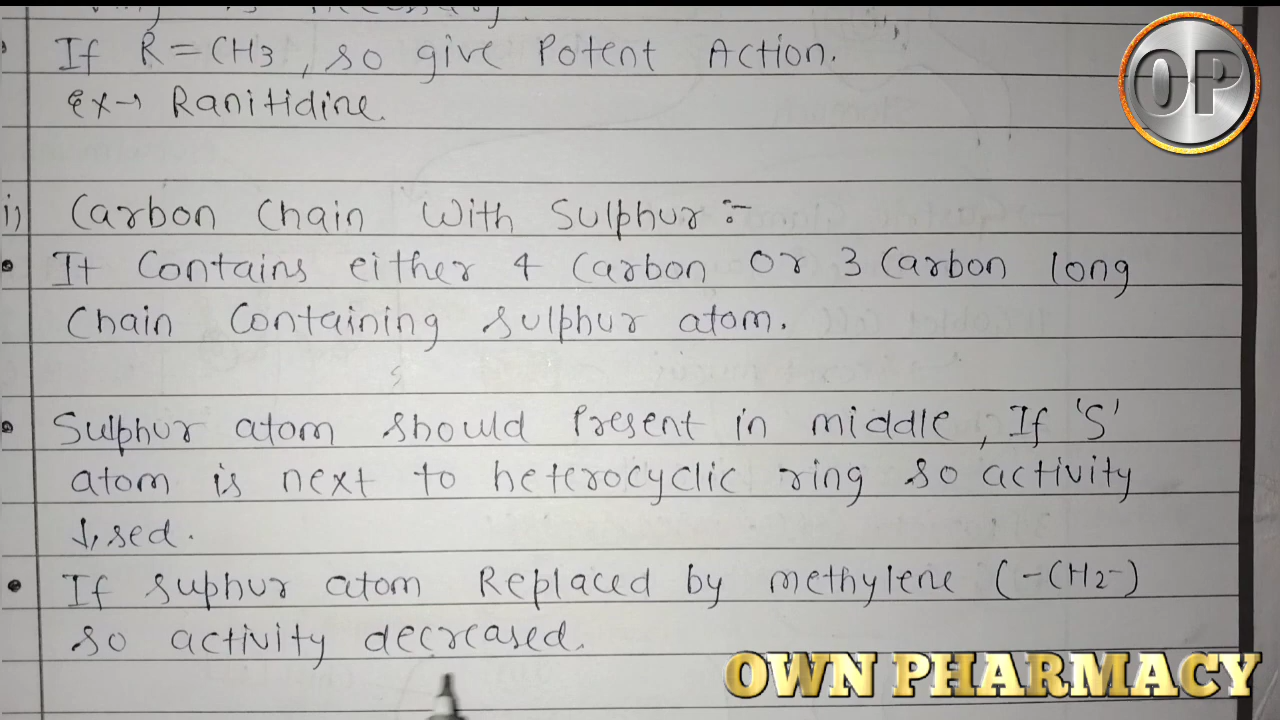 If R = CH3, so give Potent Action.
Ex→ Ranitidine.
i) Carbon Chain With Sulphur :-
• It Contains either 4 Carbon or 3 Carbon long
Chain Containing sulphur atom.
• Sulphur atom should Present in middle, If 'S'
atom is next to heterocyclic ring so activity
↓sed.
• If suphur atom Replaced by methylene (-CH2-)
so activity decreased.
OP
OWN PHARMACY